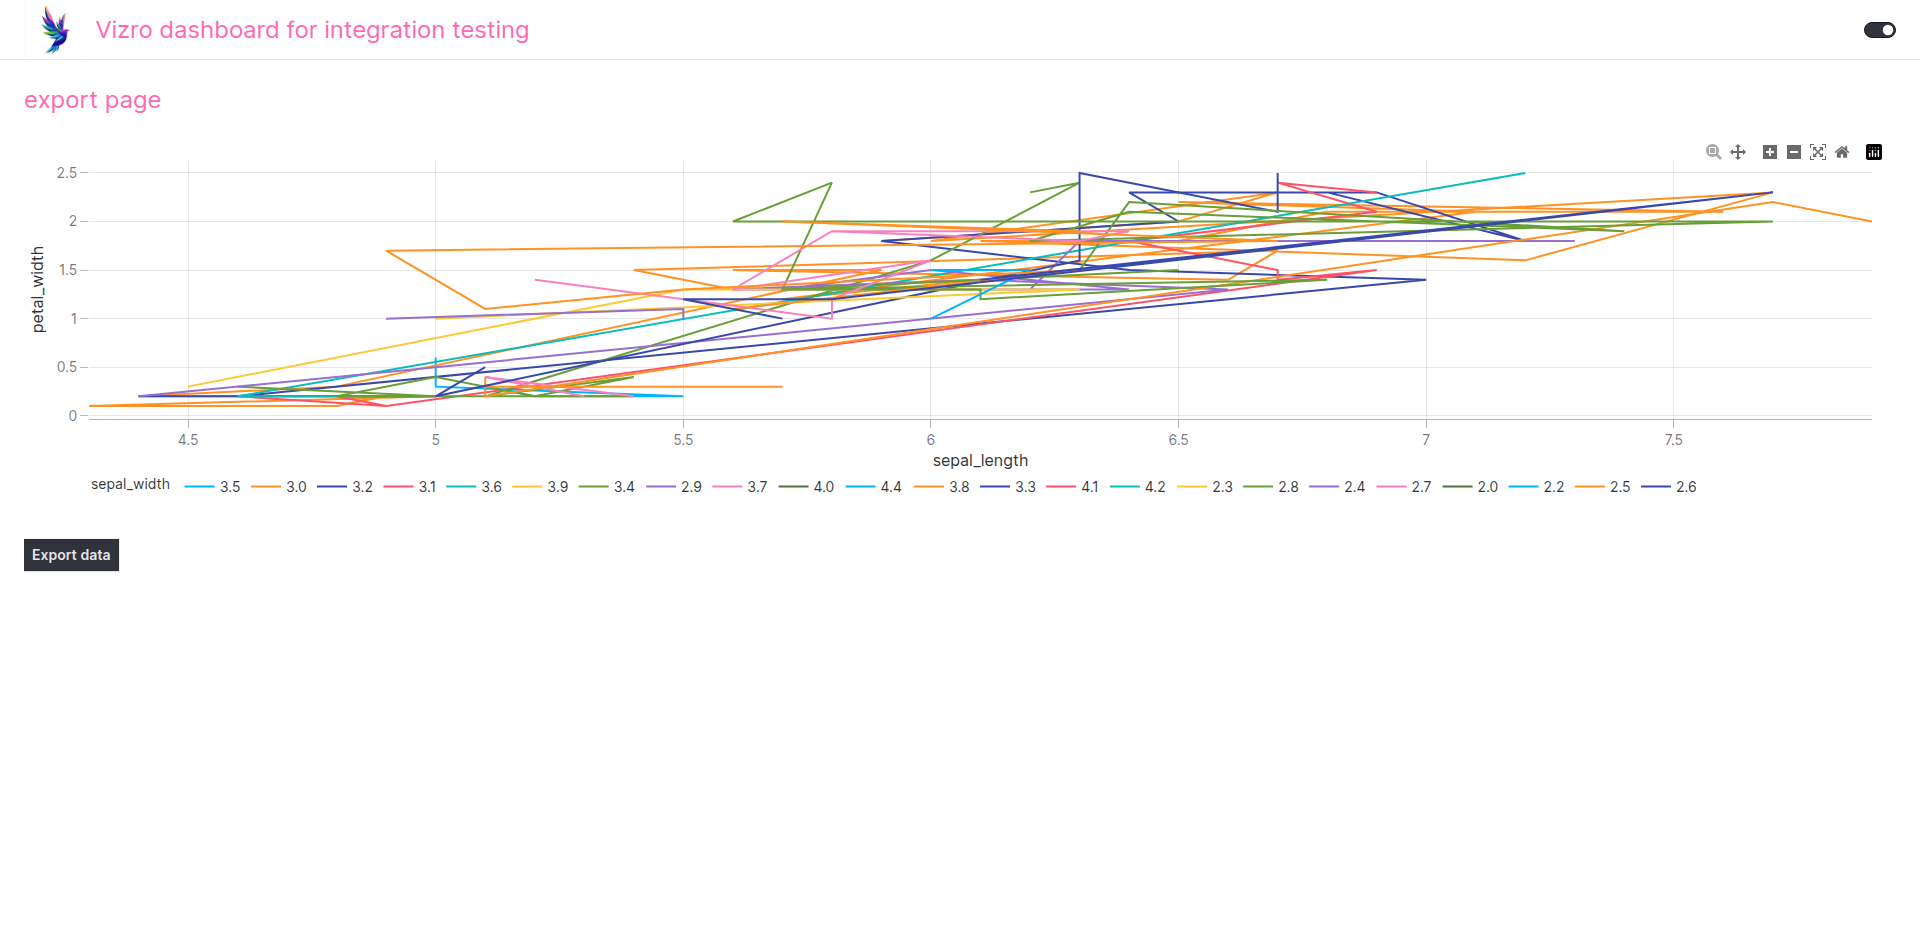 Vizro dashboard for integration testing
export page
petal_width
2.5
2
1.5
1
0.5
0
4.5 5 5.5 6 6.5 7 7.5
sepal_length
sepal_width 3.5 3.0 3.2 3.1 3.6 3.9 3.4 2.9 3.7 4.0 4.4 3.8 3.3 4.1 4.2 2.3 2.8 2.4 2.7 2.0 2.2 2.5 2.6
Export data